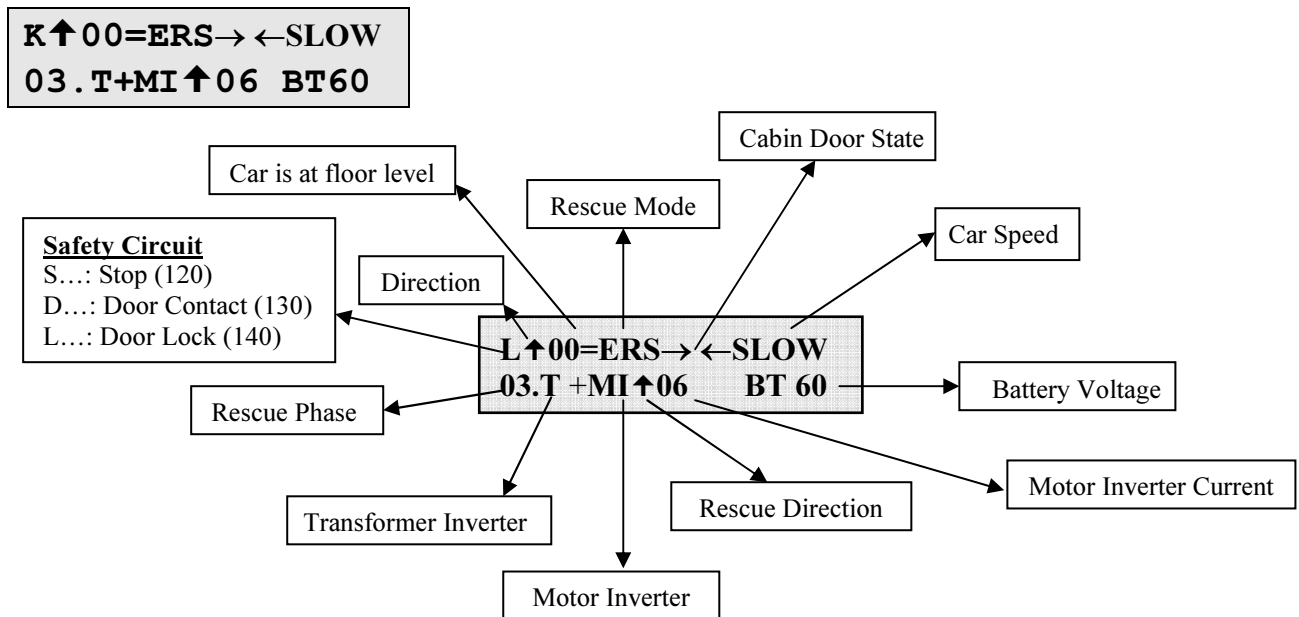 K↑00=ERS→ ←SLOW
03.T+MI↑06 BT60
Cabin Door State
Car is at floor level
Rescue Mode
Car Speed
Safety Circuit
S…: Stop (120)
D…: Door Contact (130)
L…: Door Lock (140)
Direction
L↑00=ERS→ ←SLOW
03.T +MI↑06 BT 60
Battery Voltage
Rescue Phase
Motor Inverter Current
Rescue Direction
Transformer Inverter
Motor Inverter